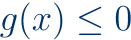 g(x) ≤ 0